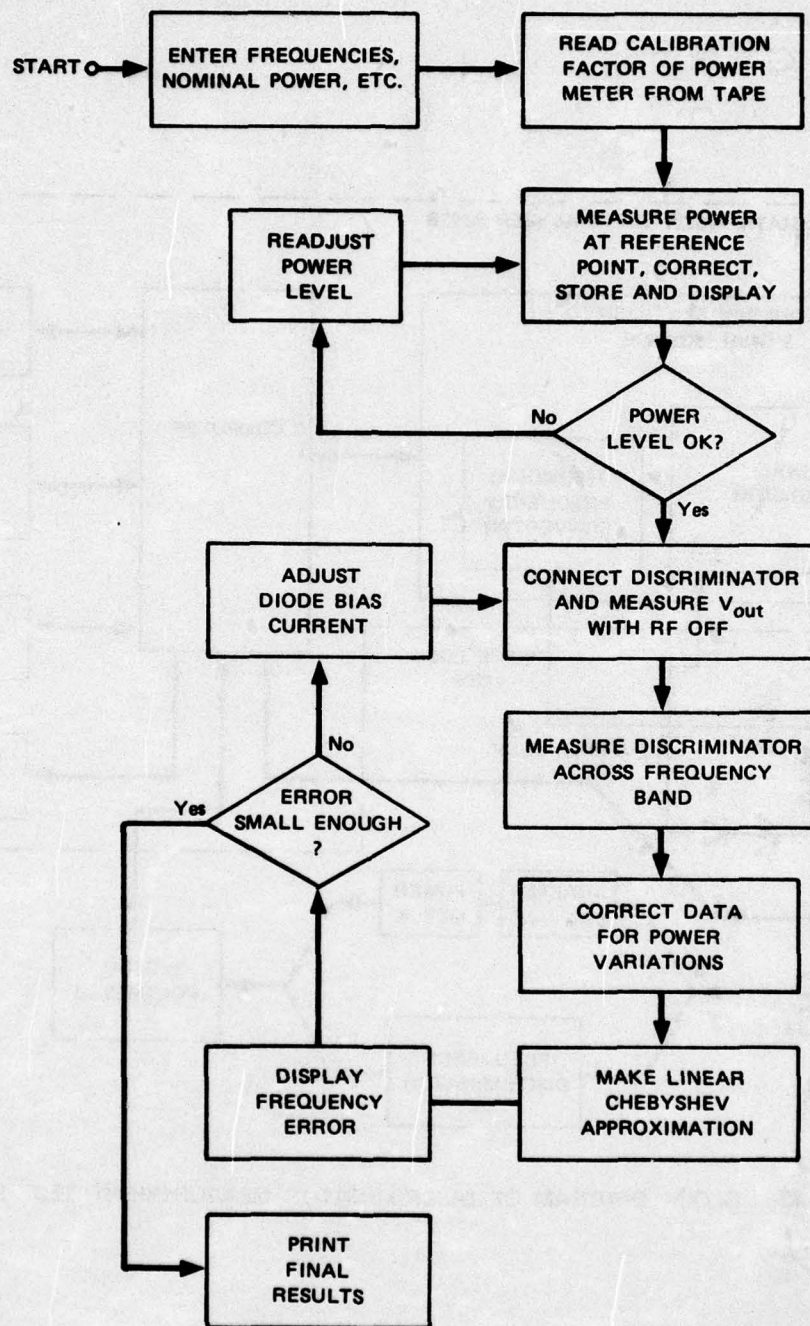 START
ENTER FREQUENCIES,
NOMINAL POWER, ETC.
READ CALIBRATION
FACTOR OF POWER
METER FROM TAPE
READJUST
POWER
LEVEL
MEASURE POWER
AT REFERENCE
POINT, CORRECT,
STORE AND DISPLAY
No
POWER
LEVEL OK?
Yes
ADJUST
DIODE BIAS
CURRENT
CONNECT DISCRIMINATOR
AND MEASURE Vout
WITH RF OFF
No
MEASURE DISCRIMINATOR
ACROSS FREQUENCY
BAND
Yes
ERROR
SMALL ENOUGH
?
CORRECT DATA
FOR POWER
VARIATIONS
DISPLAY
FREQUENCY
ERROR
MAKE LINEAR
CHEBYSHEV
APPROXIMATION
PRINT
FINAL
RESULTS